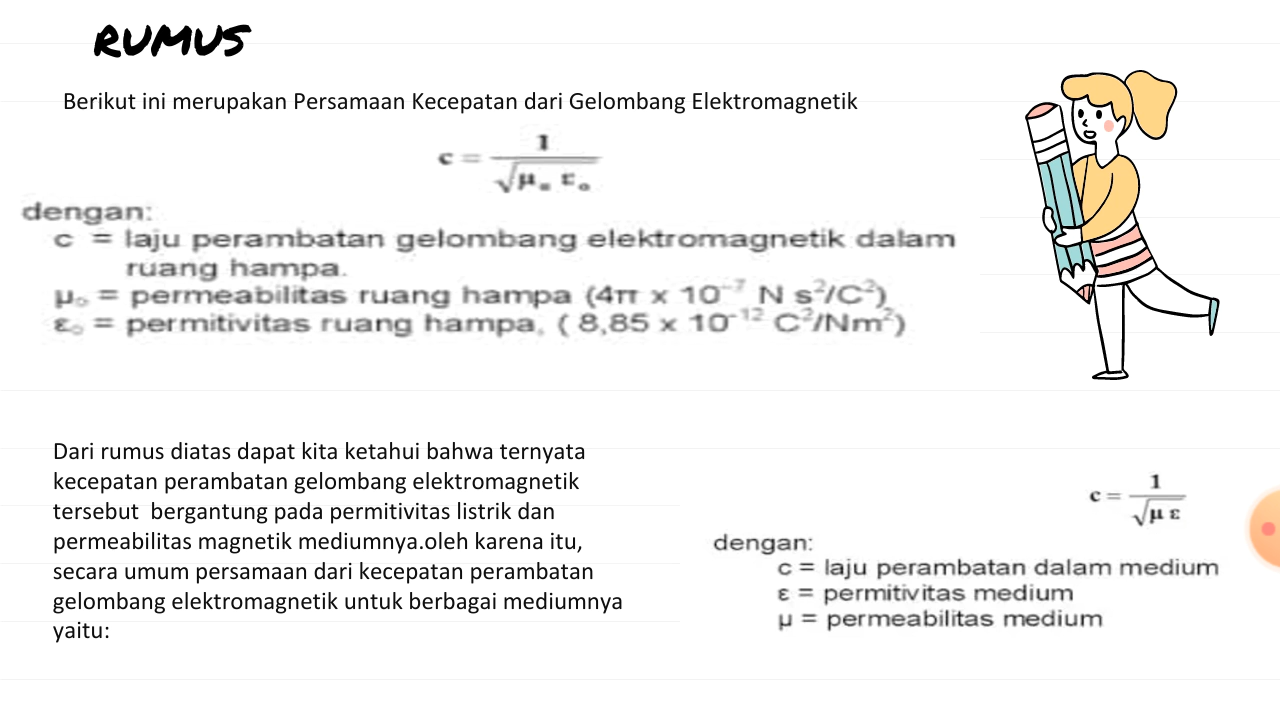 RUMUS
Berikut ini merupakan Persamaan Kecepatan dari Gelombang Elektromagnetik
c = 1 / √μ₀ ε₀
dengan:
c = laju perambatan gelombang elektromagnetik dalam
ruang hampa.
μ₀ = permeabilitas ruang hampa (4π x 10⁻⁷ N s²/C²)
ε₀ = permitivitas ruang hampa, ( 8,85 x 10⁻¹² C²/Nm²)
Dari rumus diatas dapat kita ketahui bahwa ternyata
kecepatan perambatan gelombang elektromagnetik
tersebut  bergantung pada permitivitas listrik dan
permeabilitas magnetik mediumnya.oleh karena itu,
secara umum persamaan dari kecepatan perambatan
gelombang elektromagnetik untuk berbagai mediumnya
yaitu:
c = 1 / √μ ε
dengan:
c = laju perambatan dalam medium
ε = permitivitas medium
μ = permeabilitas medium